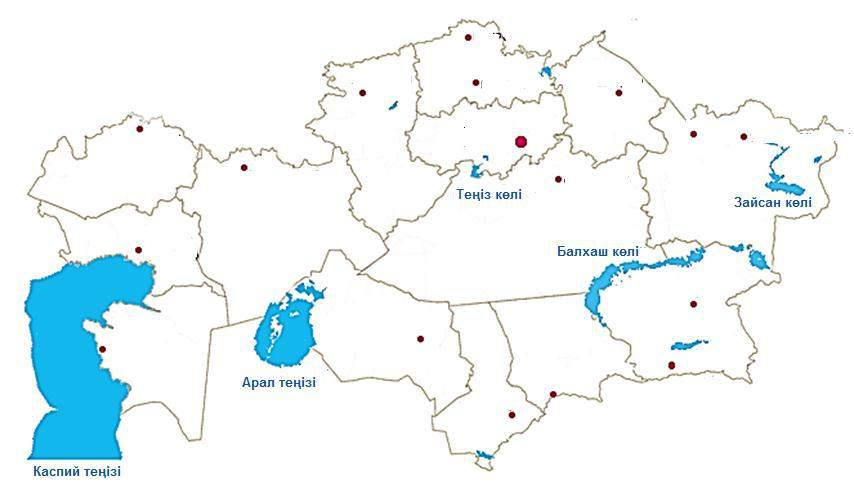 Теңіз көлі
Зайсан көлі
Балхаш көлі
Арал теңізі
Каспий теңізі